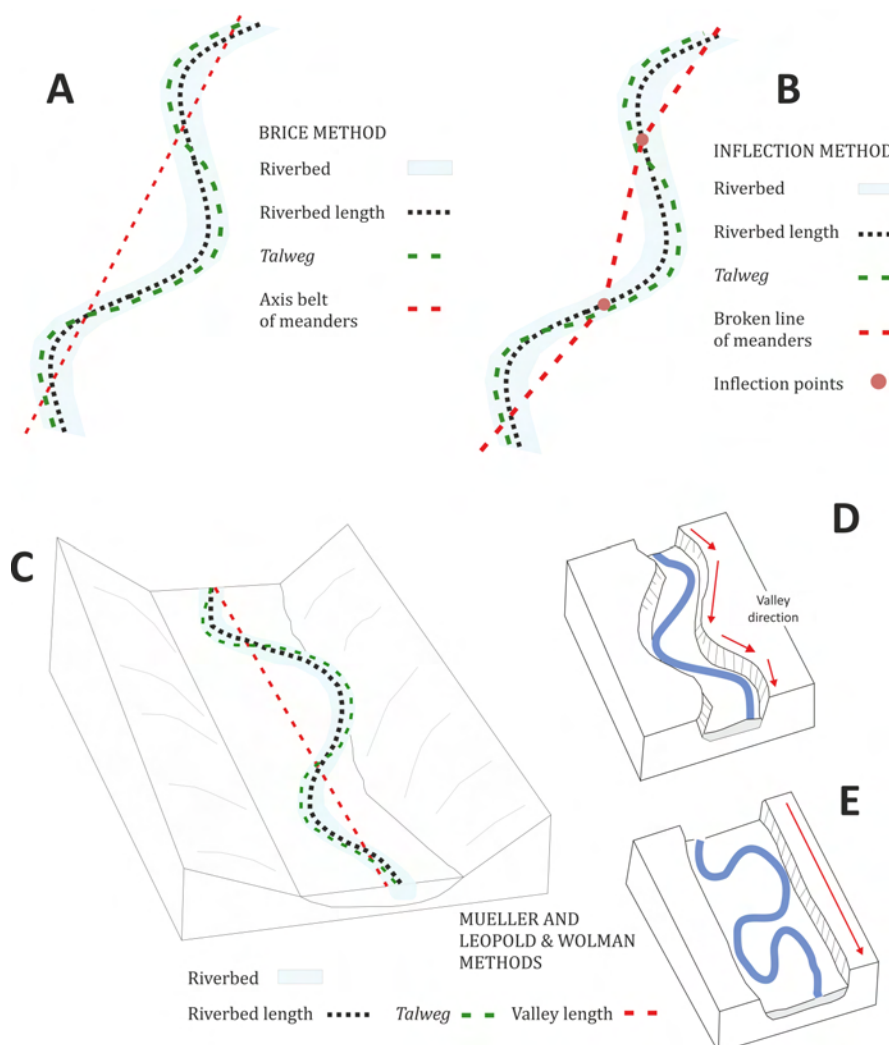 A
BRICE METHOD
Riverbed
Riverbed length
Talweg
Axis belt
of meanders
B
INFLECTION METHOD
Riverbed
Riverbed length
Talweg
Broken line
of meanders
Inflection points
C
MUELLER AND
LEOPOLD & WOLMAN
METHODS
Riverbed
Riverbed length Talweg Valley length
D
Valley
direction
E